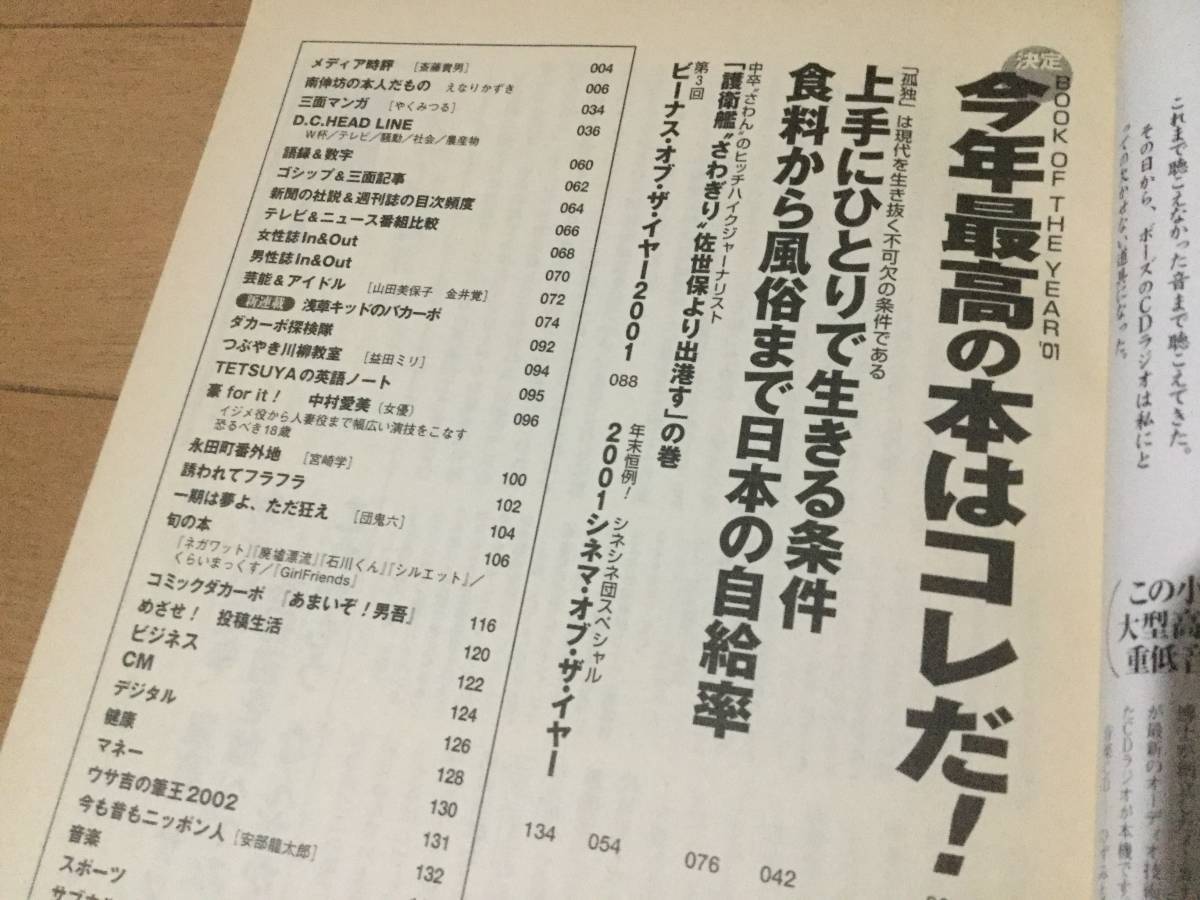 決定
BOOK OF THE YEAR '01
今年最高の本はコレだ!
「孤独」は現代を生き抜く不可欠の条件である
上手にひとりで生きる条件
042
食料から風俗まで日本の自給率
076
中卒〝さわん〟のヒッチハイクジャーナリスト
「護衛艦〝さわぎり〟佐世保より出港す」の巻
054
第3回
ビーナス・オブ・ザ・イヤー2001
088
年末恒例! シネシネ団スペシャル
2001シネマ・オブ・ザ・イヤー
134
メディア時評 [斎藤貴男] 004
南伸坊の本人だもの えなりかずき 006
三面マンガ [やくみつる] 034
D.C.HEAD LINE 036
W杯/テレビ/騒動/社会/農産物
語録&数字 060
ゴシップ&三面記事 062
新聞の社説&週刊誌の目次頻度 064
テレビ&ニュース番組比較 066
女性誌In&Out 068
男性誌In&Out 070
芸能&アイドル [山田美保子 金井覚] 072
新連載 浅草キッドのバカーポ 074
ダカーポ探検隊 092
つぶやき川柳教室 [益田ミリ] 094
TETSUYAの英語ノート 095
豪 for it! 中村愛美(女優) 096
イジメ役から人妻役まで幅広い演技をこなす
恐るべき18歳
永田町番外地 [宮崎学] 100
誘われてフラフラ 102
一期は夢よ、ただ狂え [団鬼六] 104
旬の本 106
『ネガワット』『廃墟漂流』『石川くん』『シルエット』/
くらいまっくす/『GirlFriends』
コミックダカーポ 『あまいぞ!男吾』 116
めざせ! 投稿生活 120
ビジネス 122
CM 124
デジタル 126
健康 128
マネー 130
ウサ吉の筆王2002 131
今も昔もニッポン人 [安部龍太郎] 132
音楽
スポーツ
これまで聴こえなかった音まで聴こえてきた。
その日から、ボーズのCDラジオは私にと
この小
大型高
重低音
が最新のオーディオ技術
たCDラジオが本機です